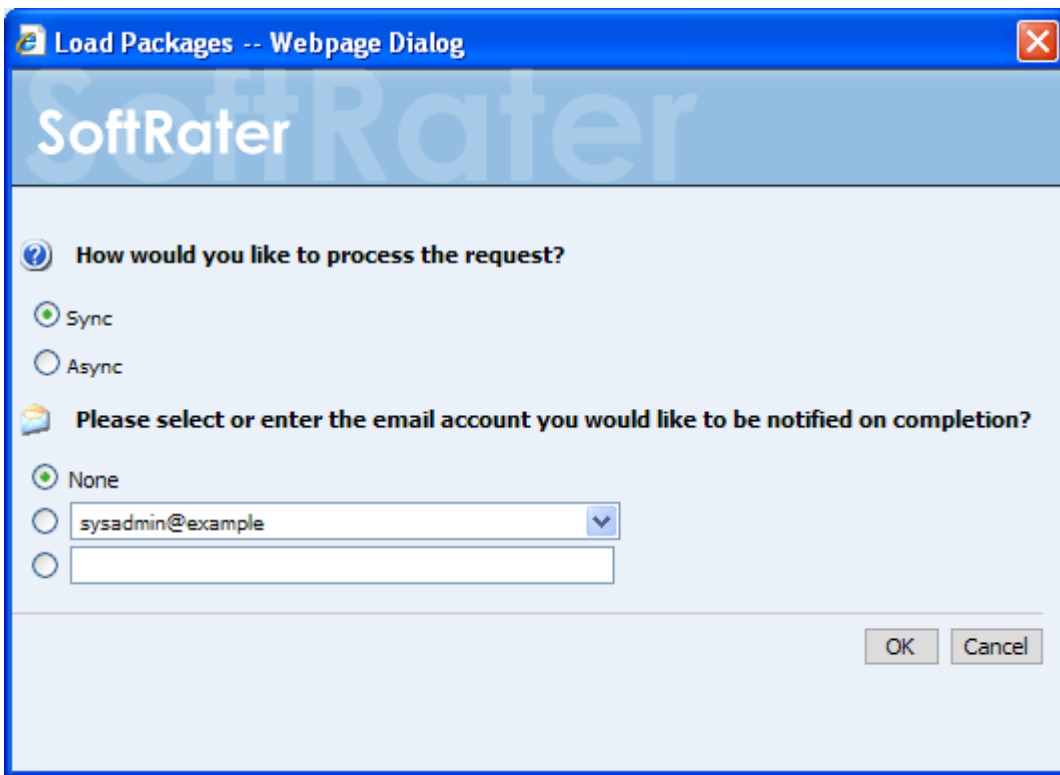 Load Packages -- Webpage Dialog
SoftRater
SoftRater
How would you like to process the request?
Sync
Async
Please select or enter the email account you would like to be notified on completion?
None
sysadmin@example
OK Cancel